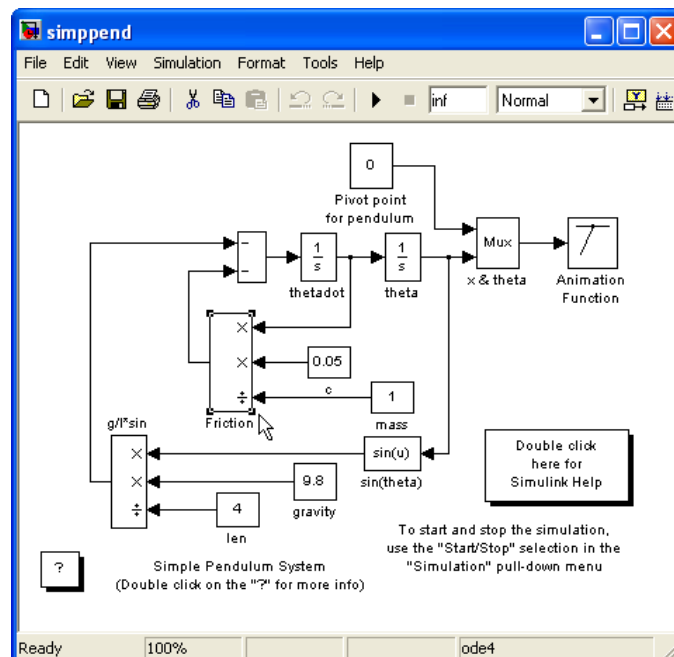 simppend
File Edit View Simulation Format Tools Help
inf Normal
0
Pivot point
for pendulum
−
−
1
s
thetadot
1
s
theta
Mux
x & theta
Animation
Function
×
×
÷
Friction
0.05
c
1
mass
g/l*sin
×
×
÷
sin(u)
sin(theta)
9.8
gravity
4
len
Double click
here for
Simulink Help
To start and stop the simulation,
use the "Start/Stop" selection in the
"Simulation" pull-down menu
?
Simple Pendulum System
(Double click on the "?" for more info)
Ready 100% ode4